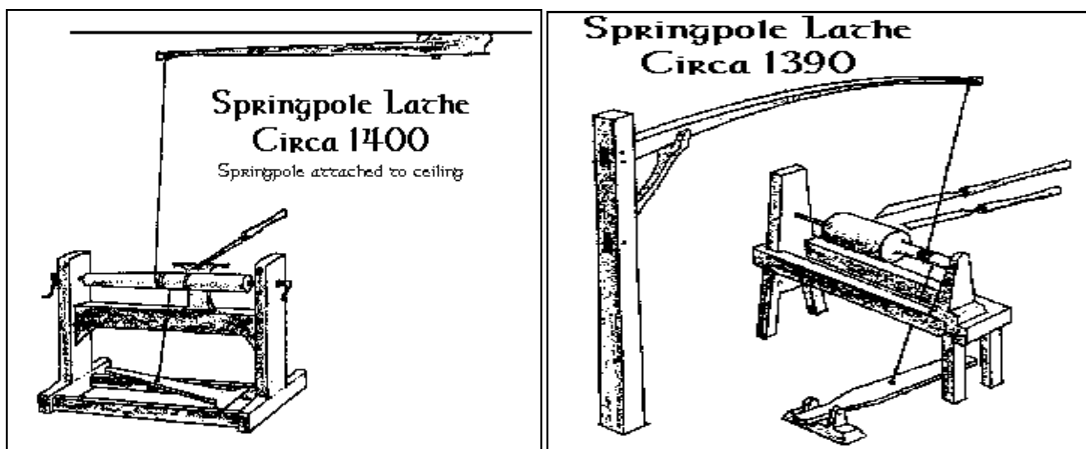 Springpole Lathe
Circa 1400
Springpole attached to ceiling
Springpole Lathe
Circa 1390